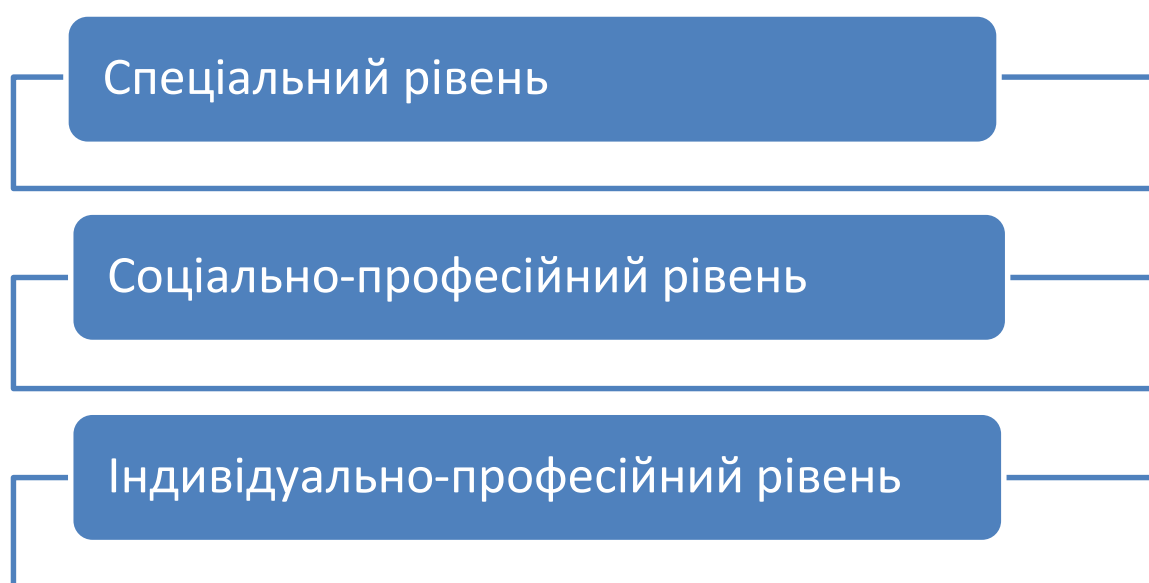 Спеціальний рівень
Соціально-професійний рівень
Індивідуально-професійний рівень